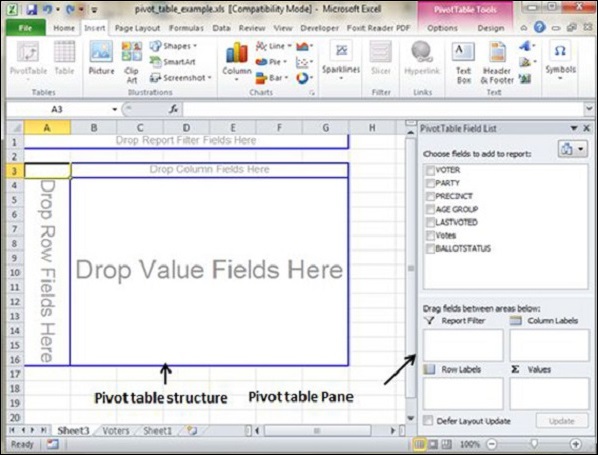 pivot_table_example.xls [Compatibility Mode] - Microsoft Excel
PivotTable Tools
File Home Insert Page Layout Formulas Data Review View Developer Foxit Reader PDF Options Design
PivotTable Table
Tables
Picture Clip Art Shapes
SmartArt
Screenshot
Illustrations
Column Line
Pie
Bar
Charts
Sparklines
Slicer
Filter
Hyperlink
Links
Text Box Header & Footer
Text
Symbols
A3 fx
A B C D E F G H
1 Drop Report Filter Fields Here
2
3 Drop Column Fields Here
4
5
6
7
8
9
10
11
12
13
14
15
16
17
18
19
20
Drop Row Fields Here
Drop Value Fields Here
Pivot table structure
Pivot table Pane
PivotTable Field List
Choose fields to add to report:
VOTER
PARTY
PRECINCT
AGE GROUP
LASTVOTED
Votes
BALLOTSTATUS
Drag fields between areas below:
Report Filter Column Labels
Row Labels Σ Values
Defer Layout Update Update
Sheet3 Voters Sheet1
Ready 100%